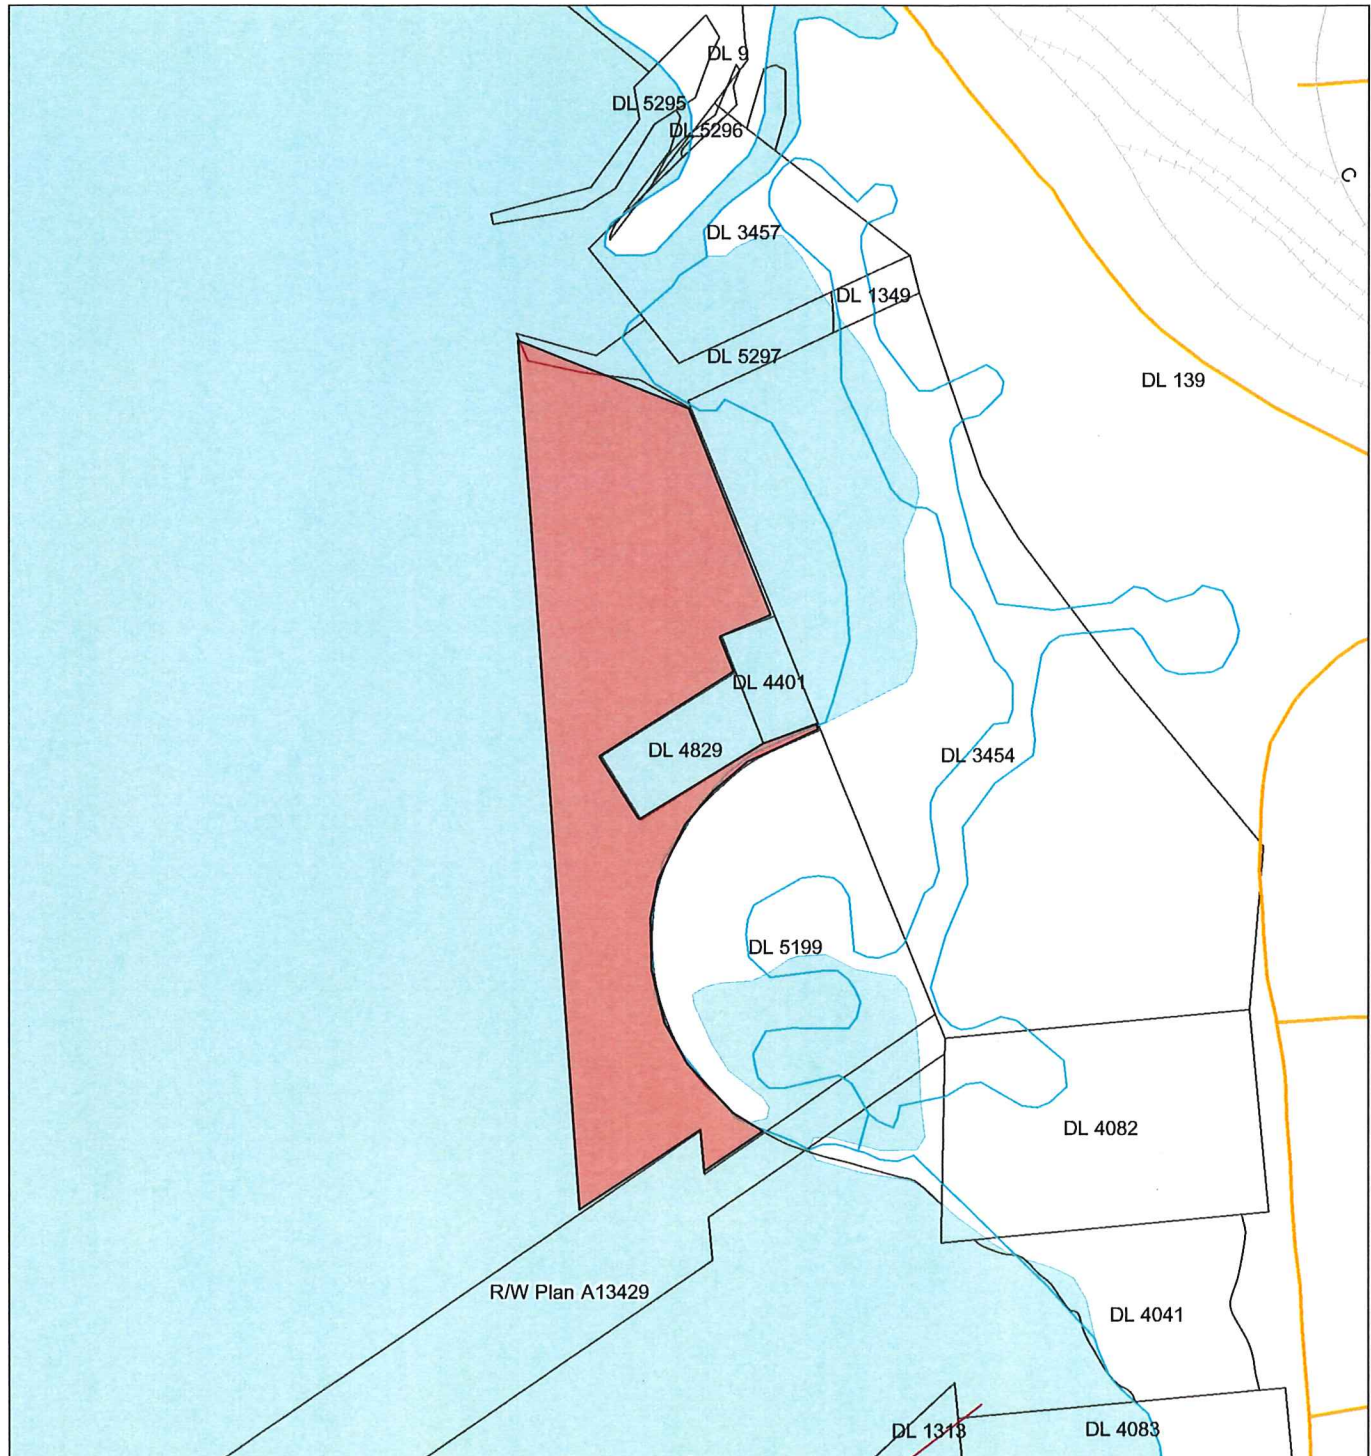 DL 9
DL 5295
DL 5296
C
DL 3457
DL 1349
DL 5297
DL 139
DL 4401
DL 4829
DL 3454
DL 5199
DL 4082
R/W Plan A13429
DL 4041
DL 1313
DL 4083